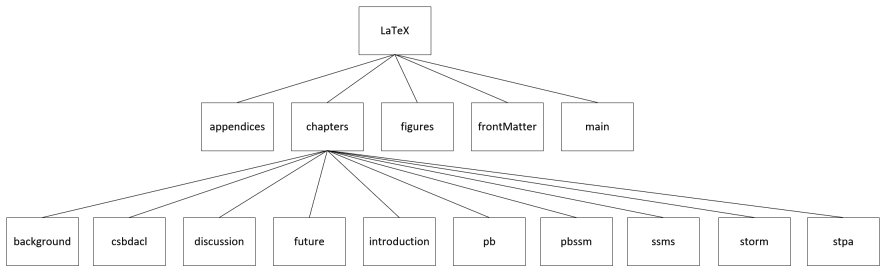 LaTeX
appendices chapters figures frontMatter main
background csbdacl discussion future introduction pb pbssm ssms storm stpa